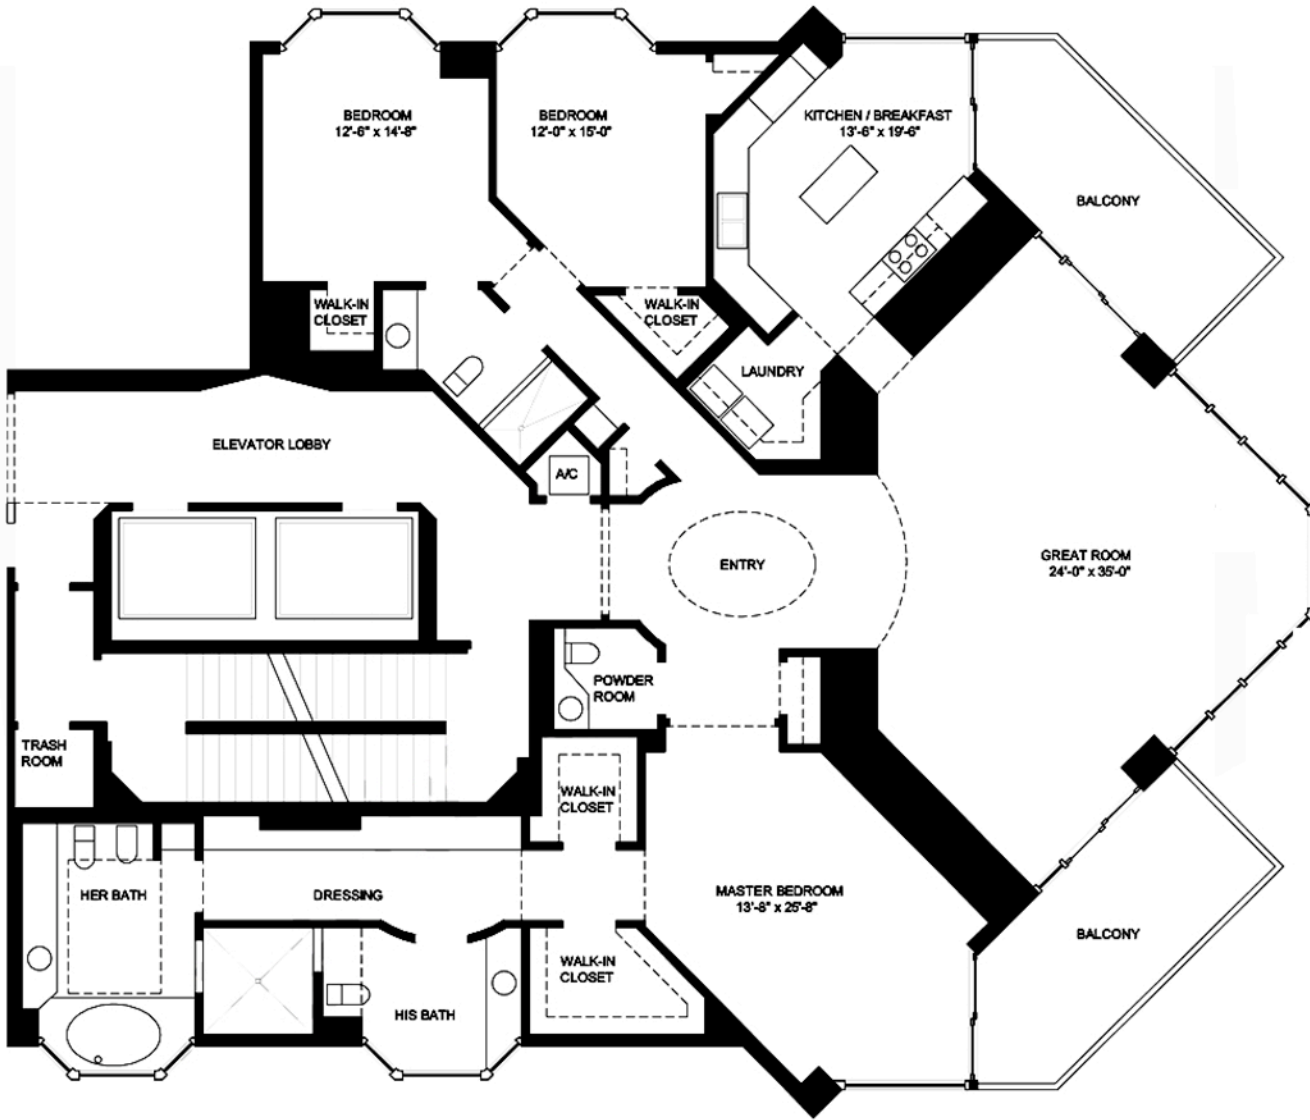 BEDROOM
12'-6" x 14'-8"
BEDROOM
12'-0" x 15'-0"
KITCHEN / BREAKFAST
13'-6" x 19'-6"
BALCONY
WALK-IN
CLOSET
WALK-IN
CLOSET
LAUNDRY
ELEVATOR LOBBY
A/C
ENTRY
GREAT ROOM
24'-0" x 35'-0"
POWDER
ROOM
TRASH
ROOM
WALK-IN
CLOSET
HER BATH
DRESSING
MASTER BEDROOM
13'-8" x 25'-8"
BALCONY
WALK-IN
CLOSET
HIS BATH